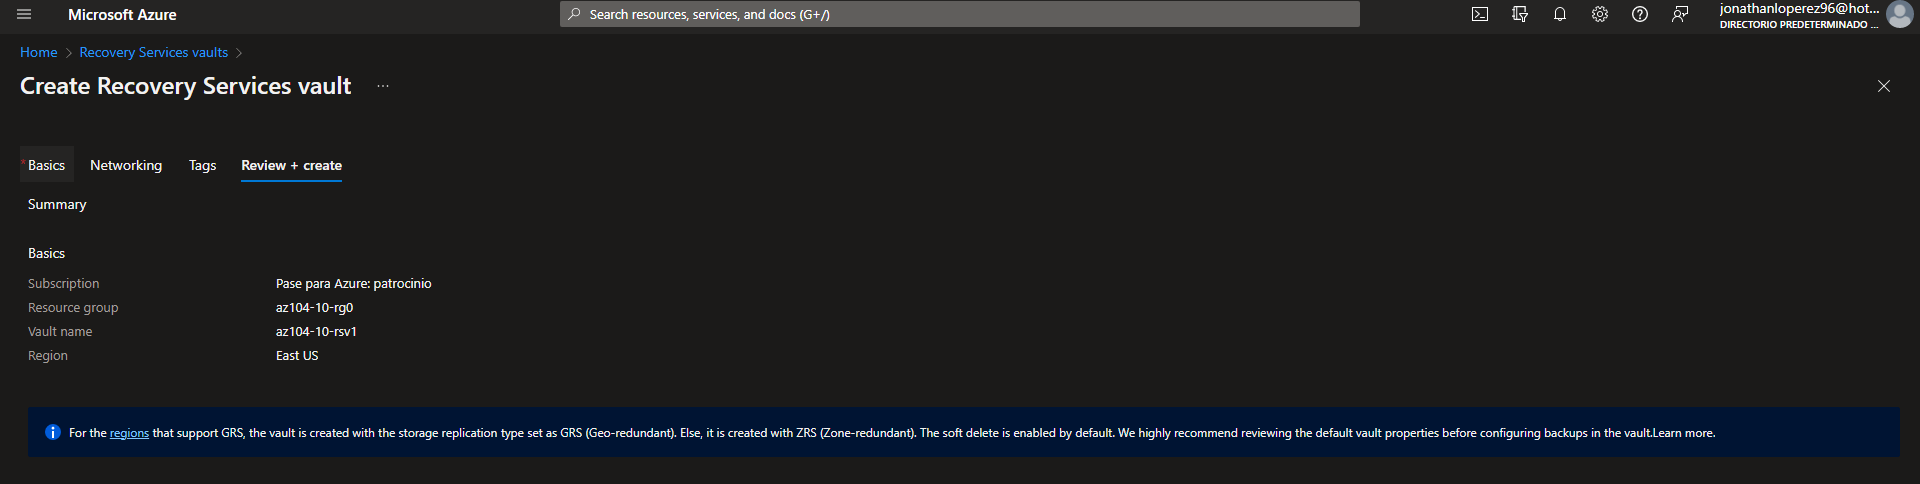 Microsoft Azure
Search resources, services, and docs (G+/)
jonathanloperez96@hot...
DIRECTORIO PREDETERMINADO ...
Home > Recovery Services vaults >
Create Recovery Services vault ...
* Basics Networking Tags Review + create
Summary
Basics
Subscription Pase para Azure: patrocinio
Resource group az104-10-rg0
Vault name az104-10-rsv1
Region East US
For the regions that support GRS, the vault is created with the storage replication type set as GRS (Geo-redundant). Else, it is created with ZRS (Zone-redundant). The soft delete is enabled by default. We highly recommend reviewing the default vault properties before configuring backups in the vault.Learn more.